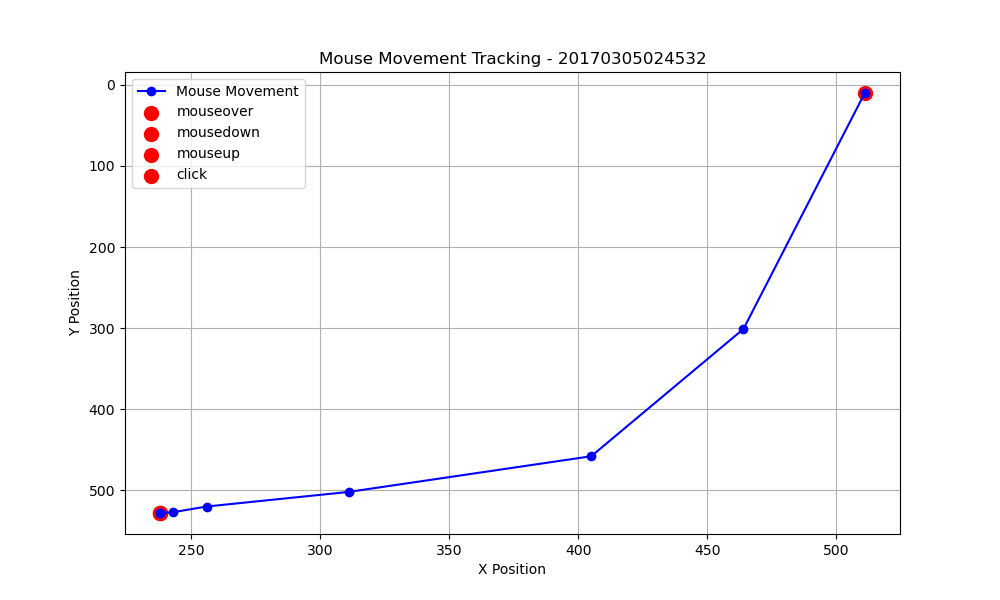 Mouse Movement Tracking - 20170305024532
Mouse Movement
mouseover
mousedown
mouseup
click
Y Position
0
100
200
300
400
500
250
300
350
400
450
500
X Position